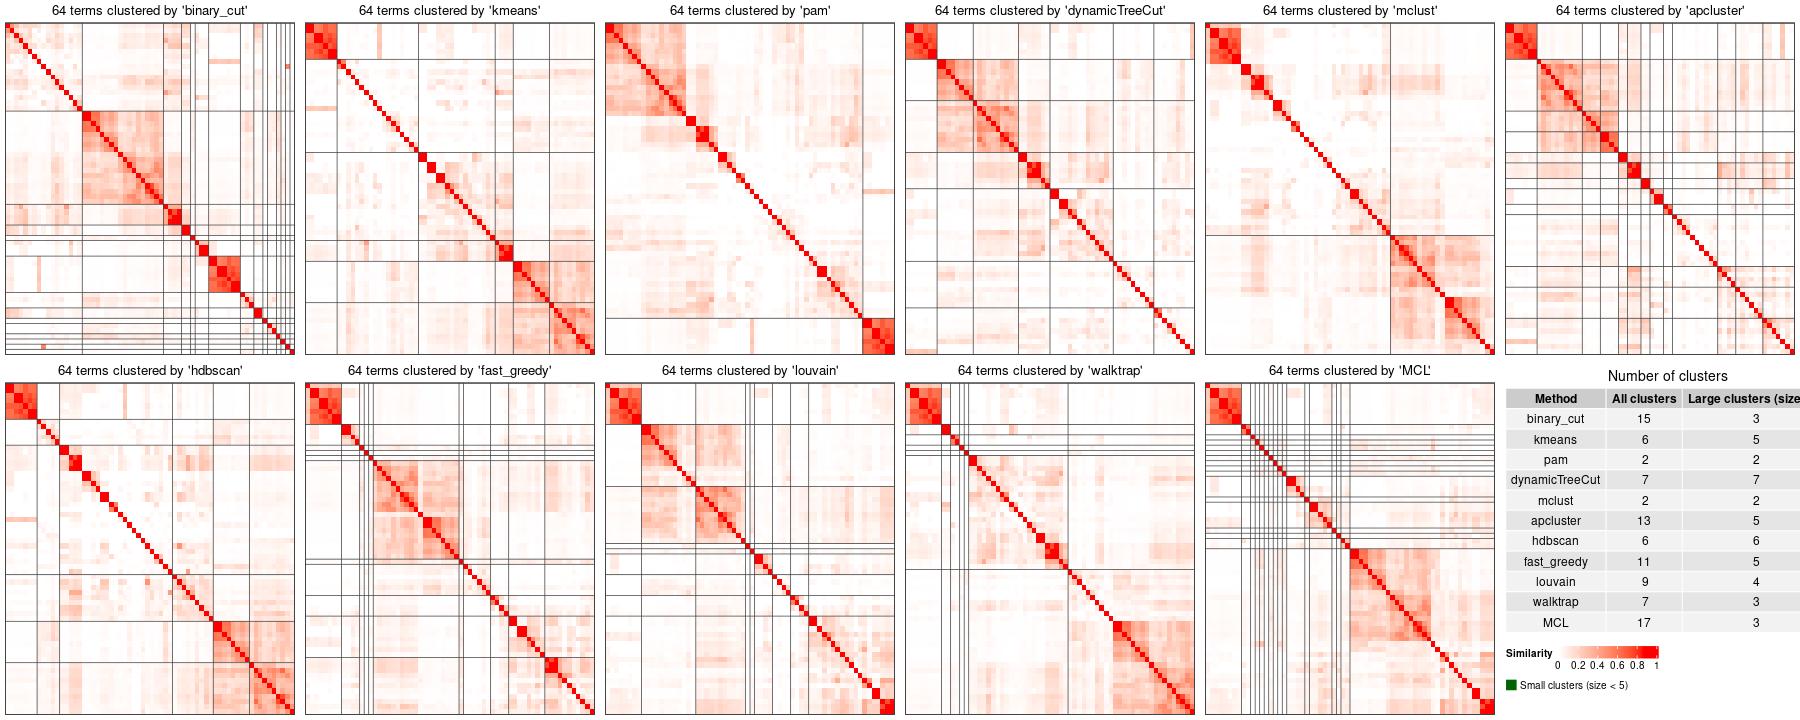 64 terms clustered by 'binary_cut'
64 terms clustered by 'kmeans'
64 terms clustered by 'pam'
64 terms clustered by 'dynamicTreeCut'
64 terms clustered by 'mclust'
64 terms clustered by 'apcluster'
64 terms clustered by 'hdbscan'
64 terms clustered by 'fast_greedy'
64 terms clustered by 'louvain'
64 terms clustered by 'walktrap'
64 terms clustered by 'MCL'
Number of clusters
Method All clusters Large clusters (size
binary_cut 15 3
kmeans 6 5
pam 2 2
dynamicTreeCut 7 7
mclust 2 2
apcluster 13 5
hdbscan 6 6
fast_greedy 11 5
louvain 9 4
walktrap 7 3
MCL 17 3
Similarity
0 0.2 0.4 0.6 0.8 1
Small clusters (size < 5)